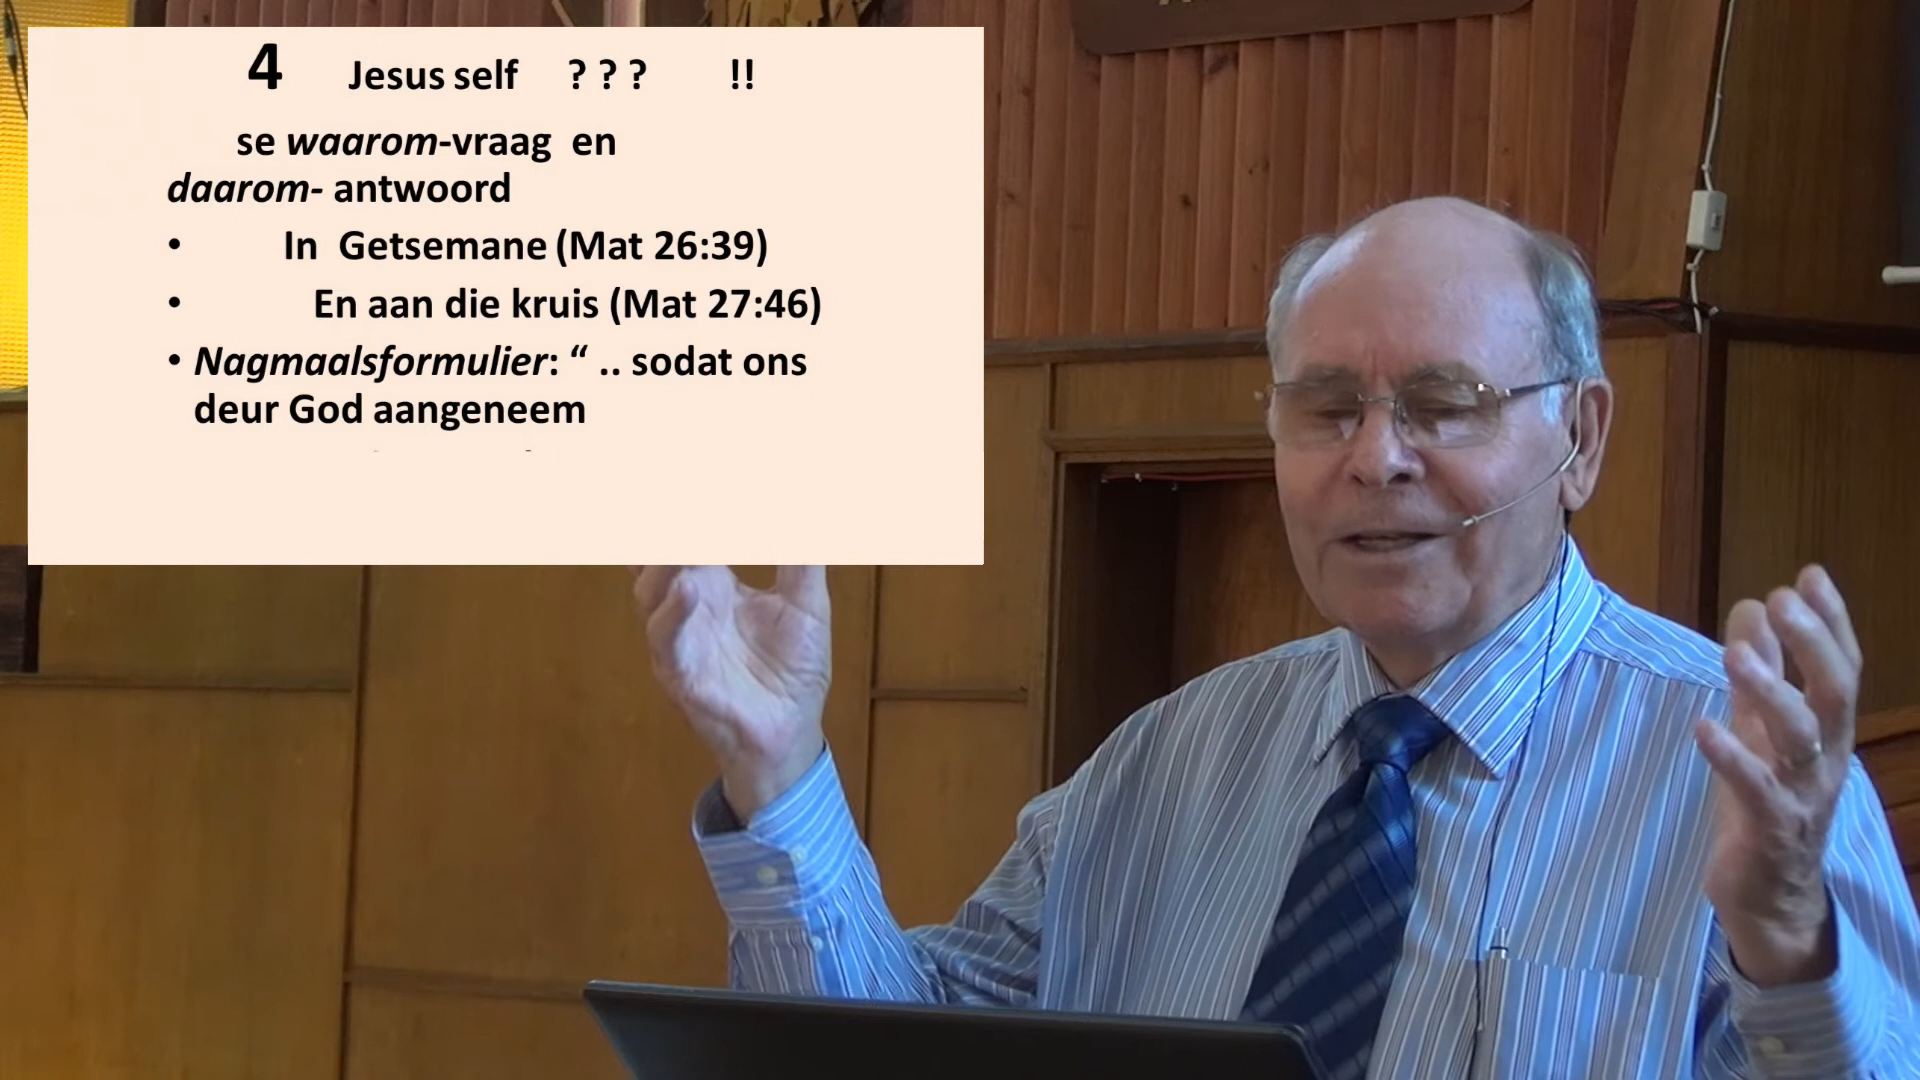 4 Jesus self ? ? ? !!
se waarom-vraag en
daarom- antwoord
• In Getsemane (Mat 26:39)
• En aan die kruis (Mat 27:46)
• Nagmaalsformulier: “ .. sodat ons
deur God aangeneem